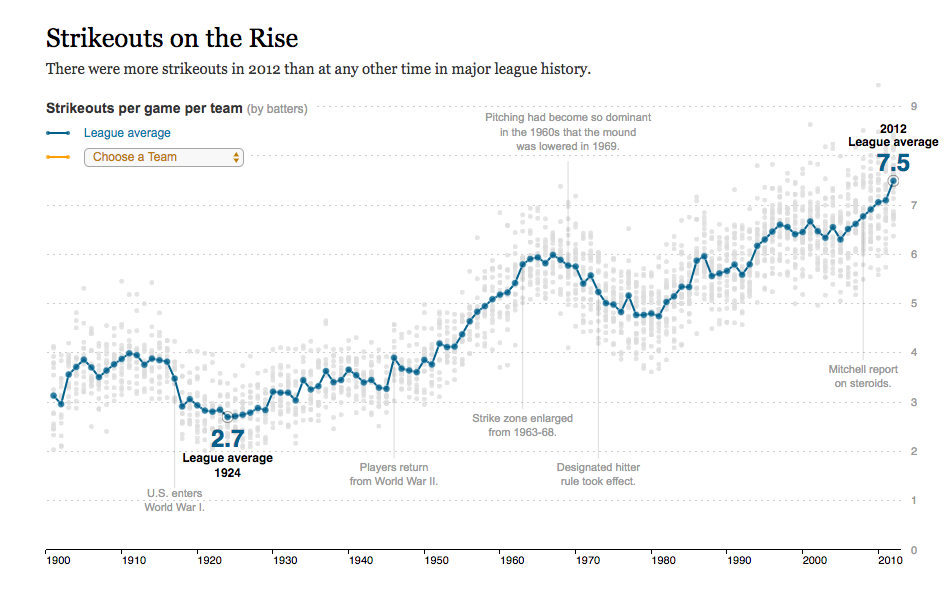 Strikeouts on the Rise
There were more strikeouts in 2012 than at any other time in major league history.
Strikeouts per game per team (by batters)
League average
Choose a Team
Pitching had become so dominant
in the 1960s that the mound
was lowered in 1969.
2012
League average
7.5
9
7
6
5
4
3
2
1
0
Mitchell report
on steroids.
Strike zone enlarged
from 1963-68.
2.7
League average
1924
Players return
from World War II.
Designated hitter
rule took effect.
U.S. enters
World War I.
1900
1910
1920
1930
1940
1950
1960
1970
1980
1990
2000
2010